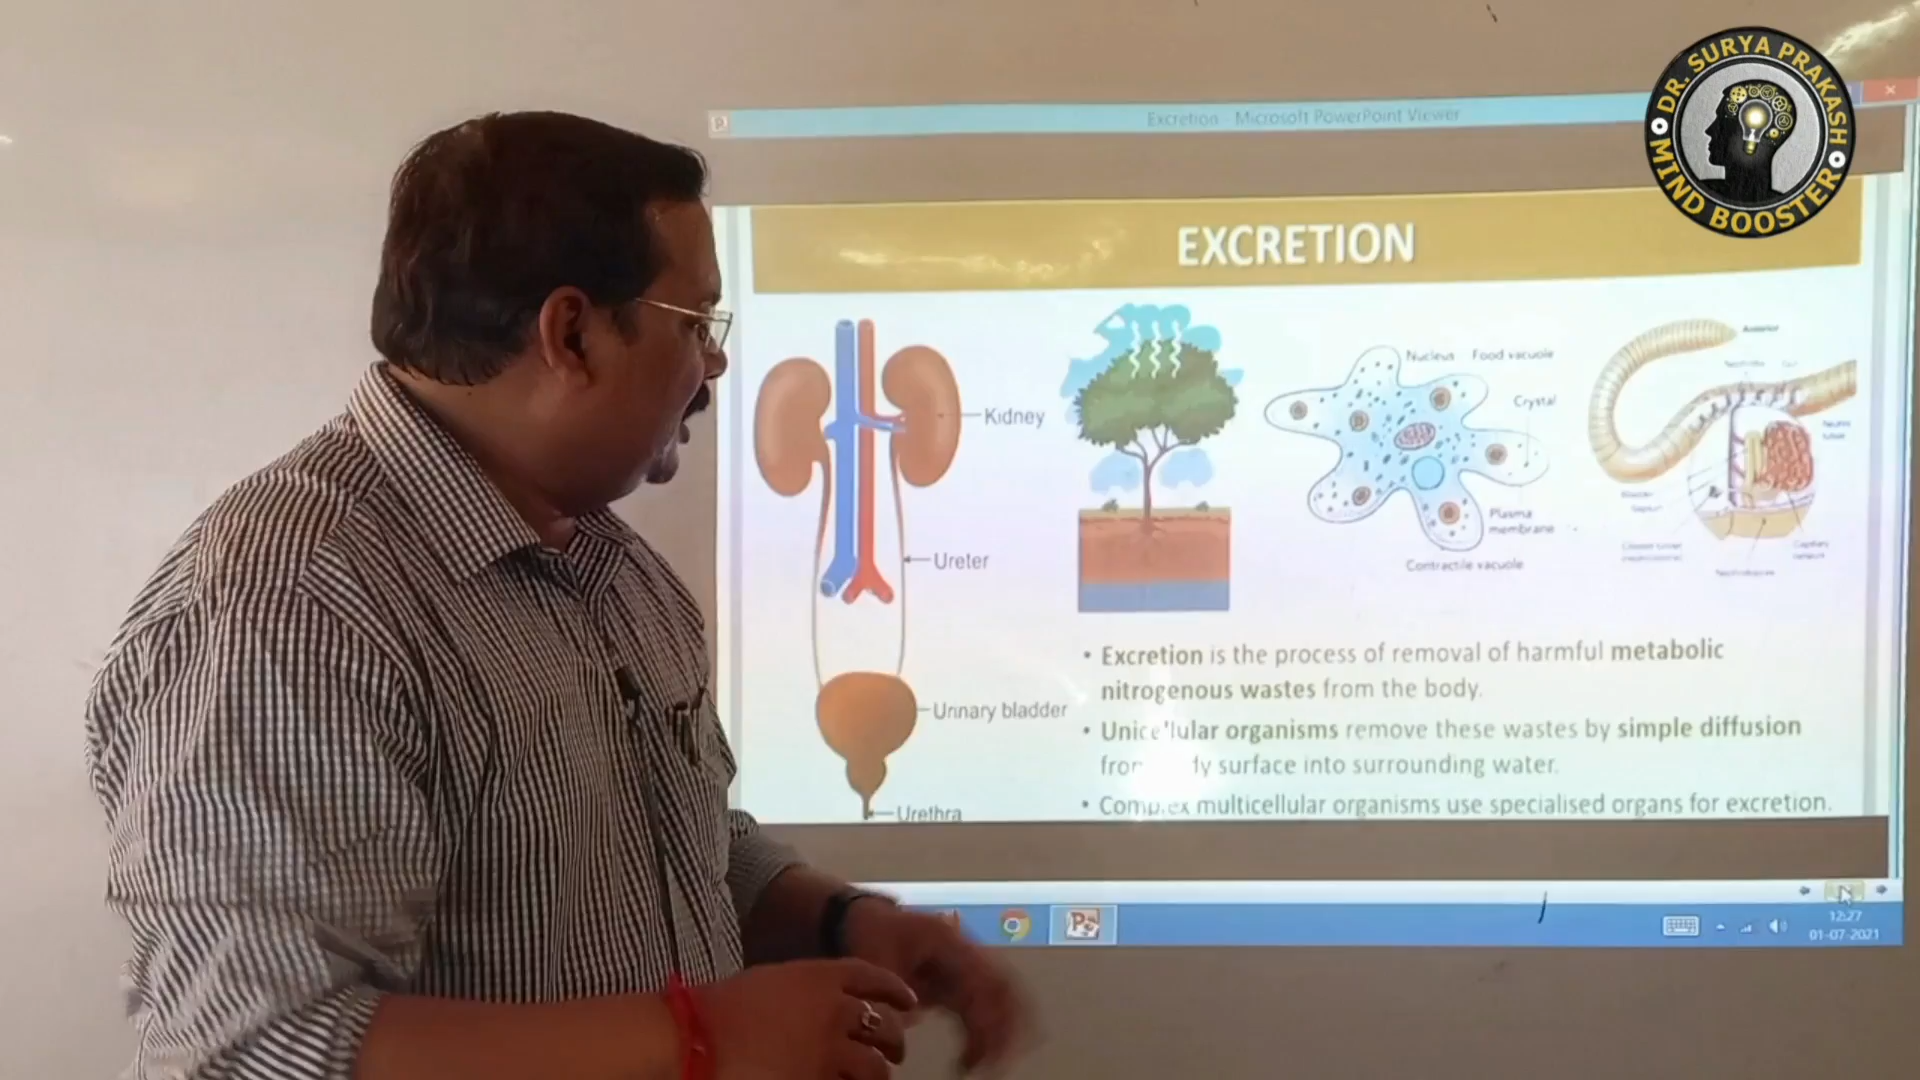 DR. SURYA PRAKASH
MIND BOOSTER
Excretion - Microsoft PowerPoint Viewer
EXCRETION
Kidney
Ureter
Urinary bladder
Urethra
Nucleus Food vacuole
Crystal
Plasma
membrane
Contractile vacuole
Anterior
• Excretion is the process of removal of harmful metabolic
nitrogenous wastes from the body.
• Unicellular organisms remove these wastes by simple diffusion
surface into surrounding water.
• Complex multicellular organisms use specialised organs for excretion.
12:27
01-07-2021